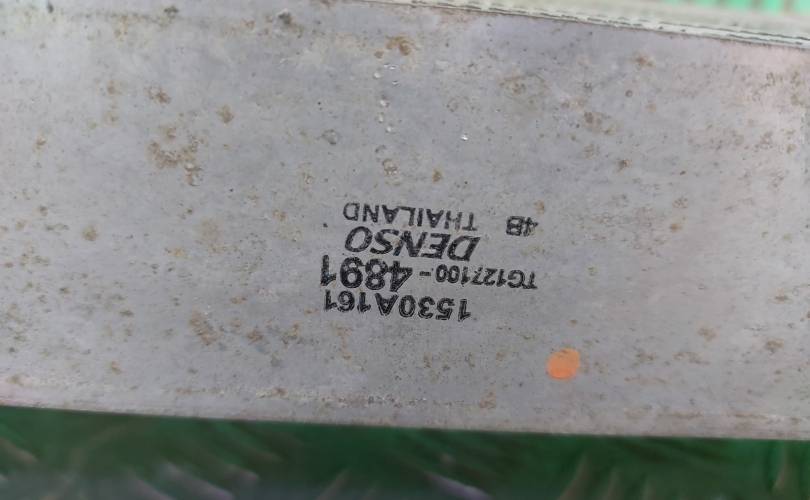 1530A161
TG127100-4891
DENSO
4B THAILAND